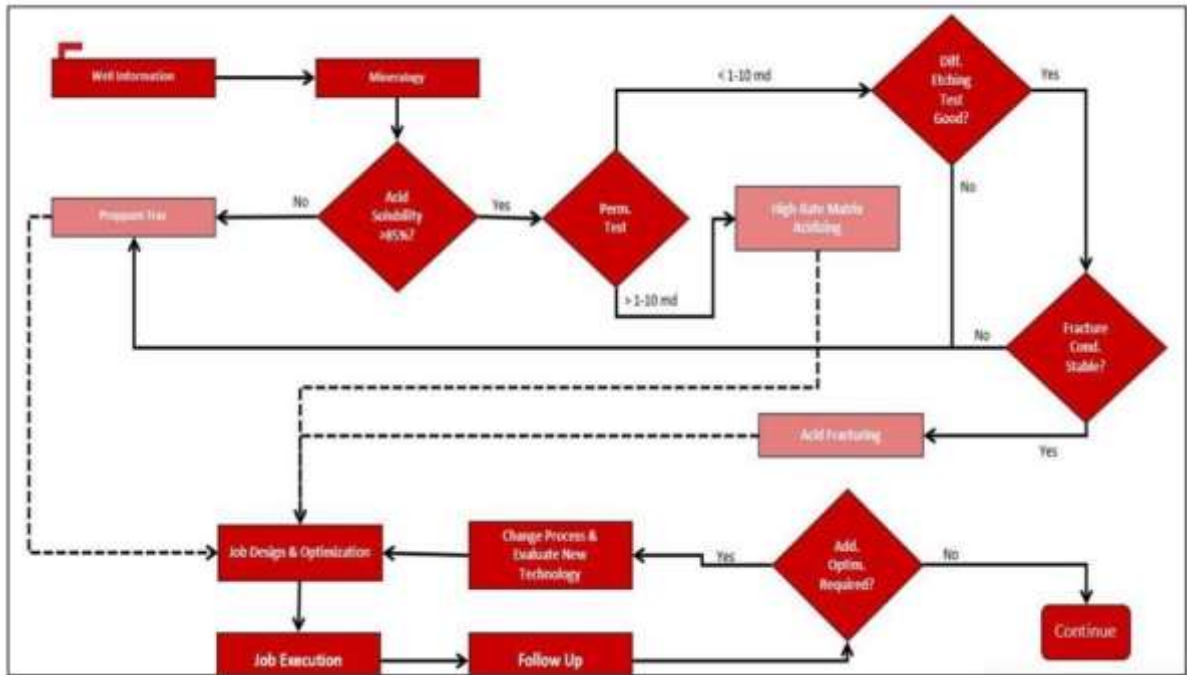 Well Information
Mineralogy
< 1-10 md
Diff.
Etching
Test
Good?
Yes
No
Proppant Frac
No
Acid
Solubility
>85%?
Yes
Perm.
Test
High-Rate Matrix
Acidizing
> 1-10 md
No
Fracture
Cond.
Stable?
Acid Fracturing
Yes
Job Design & Optimization
Change Process &
Evaluate New
Technology
Yes
Add.
Optim.
Required?
No
Continue
Job Execution
Follow Up